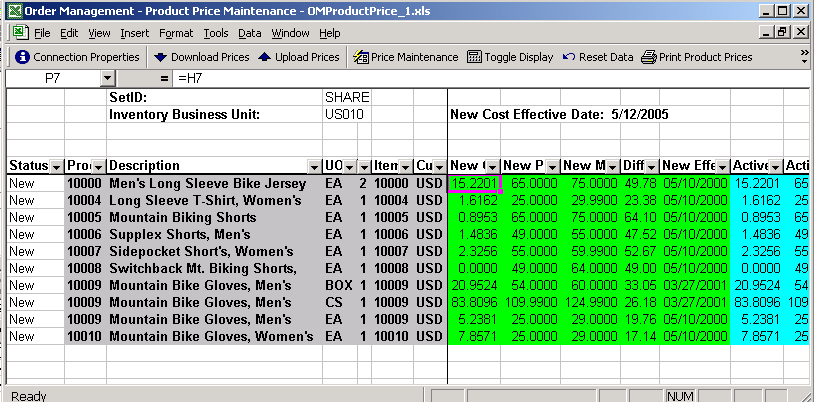 Order Management - Product Price Maintenance - OMProductPrice_1.xls
File Edit View Insert Format Tools Data Window Help
Connection Properties Download Prices Upload Prices Price Maintenance Toggle Display Reset Data Print Product Prices
P7 = =H7
SetID: SHARE
Inventory Business Unit: US010 New Cost Effective Date: 5/12/2005
Status Pro Description UO Item Cu New New P New M Diff New Effe Active Acti
New 10000 Men's Long Sleeve Bike Jersey EA 2 10000 USD 15.2201 65.0000 75.0000 49.78 05/10/2000 15.2201 65
New 10004 Long Sleeve T-Shirt, Women's EA 1 10004 USD 1.6162 25.0000 29.9900 23.38 05/10/2000 1.6162 25
New 10005 Mountain Biking Shorts EA 1 10005 USD 0.8953 65.0000 75.0000 64.10 05/10/2000 0.8953 65
New 10006 Supplex Shorts, Men's EA 1 10006 USD 1.4836 49.0000 55.0000 47.52 05/10/2000 1.4836 49
New 10007 Sidepocket Short's, Women's EA 1 10007 USD 2.3256 55.0000 59.9900 52.67 05/10/2000 2.3256 55
New 10008 Switchback Mt. Biking Shorts, EA 1 10008 USD 0.0000 49.0000 64.0000 49.00 05/10/2000 0.0000 49
New 10009 Mountain Bike Gloves, Men's BOX 1 10009 USD 20.9524 54.0000 60.0000 33.05 03/27/2001 20.9524 54
New 10009 Mountain Bike Gloves, Men's CS 1 10009 USD 83.8096 109.9900 124.9900 26.18 03/27/2001 83.8096 109
New 10009 Mountain Bike Gloves, Men's EA 1 10009 USD 5.2381 25.0000 29.0000 19.76 05/10/2000 5.2381 25
New 10010 Mountain Bike Gloves, Women's EA 1 10010 USD 7.8571 25.0000 29.0000 17.14 05/10/2000 7.8571 25
Ready NUM